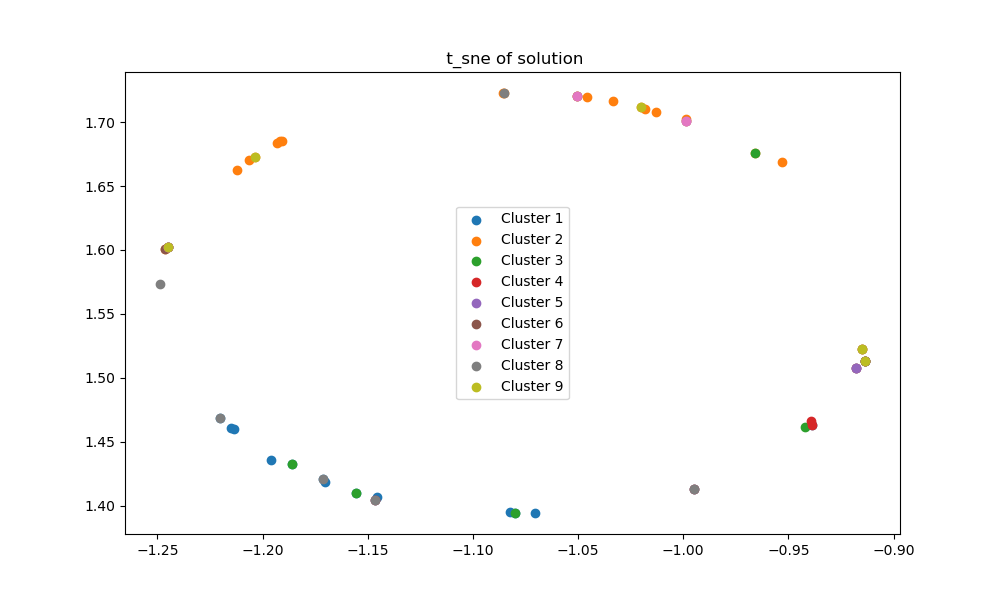 t_sne of solution
1.70
1.65
1.60
1.55
1.50
1.45
1.40
Cluster 1
Cluster 2
Cluster 3
Cluster 4
Cluster 5
Cluster 6
Cluster 7
Cluster 8
Cluster 9
−1.25 −1.20 −1.15 −1.10 −1.05 −1.00 −0.95 −0.90